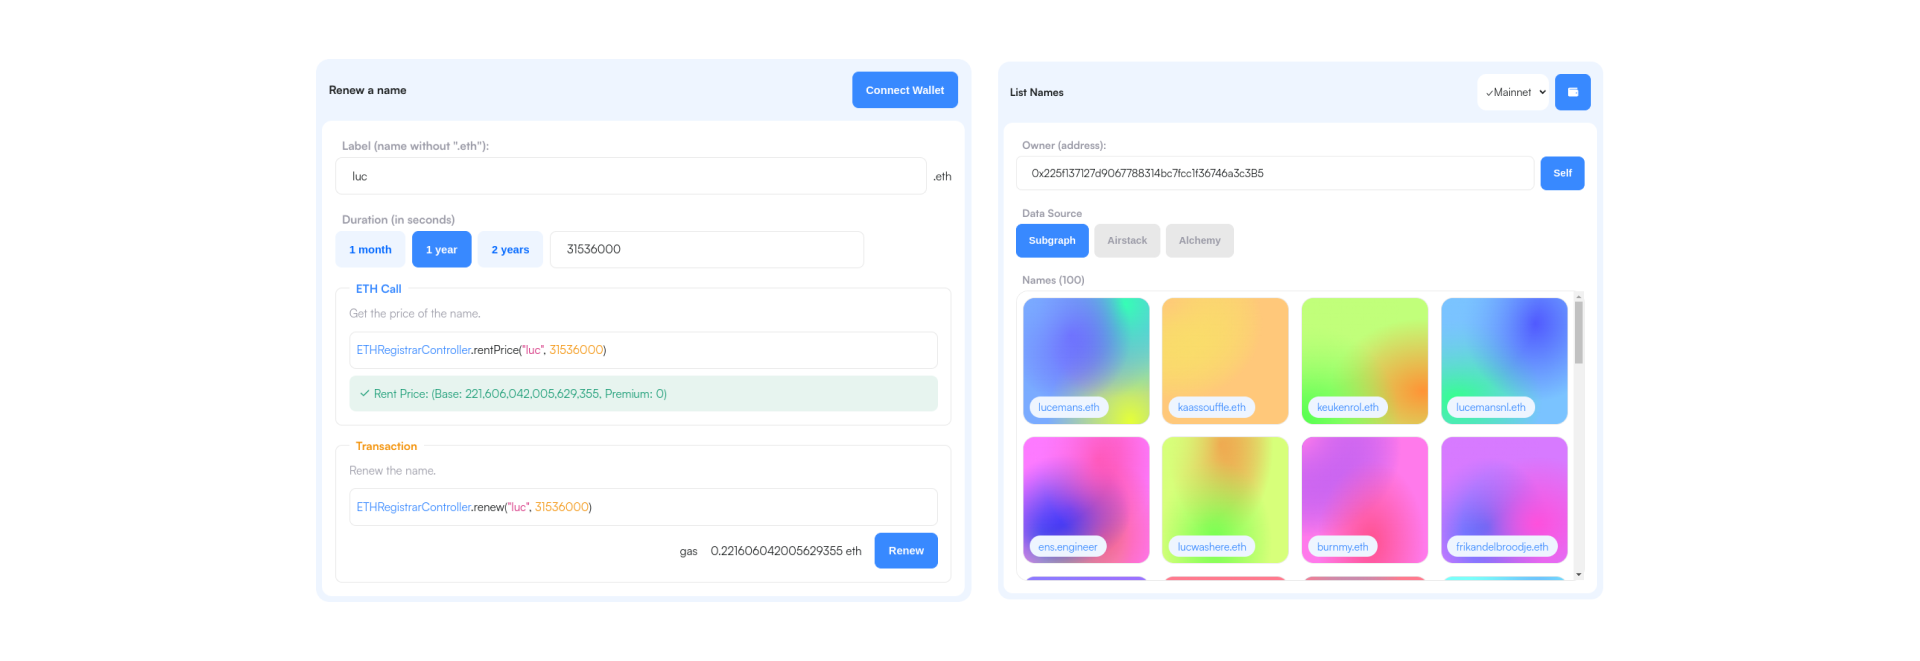 Renew a name
Connect Wallet
Label (name without ".eth"):
luc
.eth
Duration (in seconds)
1 month
1 year
2 years
31536000
ETH Call
Get the price of the name.
ETHRegistrarController.rentPrice("luc", 31536000)
✓ Rent Price: (Base: 221,606,042,005,629,355, Premium: 0)
Transaction
Renew the name.
ETHRegistrarController.renew("luc", 31536000)
gas 0.221606042005629355 eth
Renew
List Names
✓Mainnet
Owner (address):
0x225f137127d9067788314bc7fcc1f36746a3c3B5
Self
Data Source
Subgraph
Airstack
Alchemy
Names (100)
lucemans.eth
kaassouffle.eth
keukenrol.eth
lucemansnl.eth
ens.engineer
lucwashere.eth
burnmy.eth
frikandelbroodje.eth